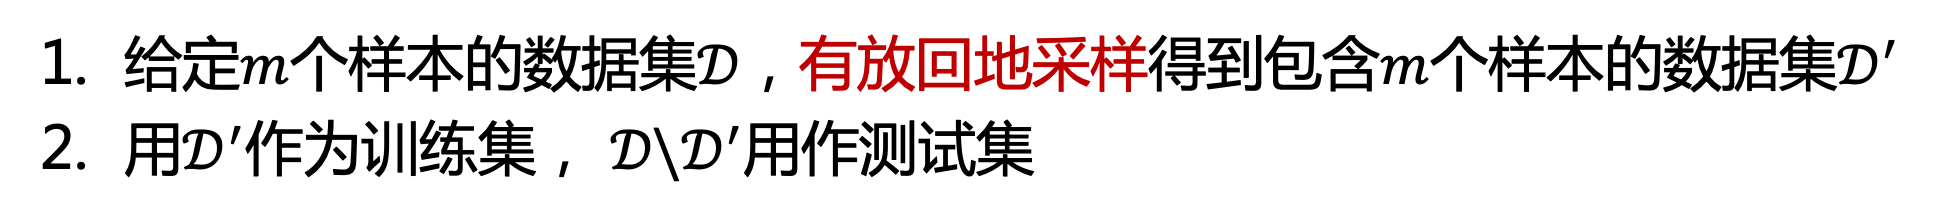 1. 给定𝑚个样本的数据集𝒟，有放回地采样得到包含𝑚个样本的数据集𝒟′
2. 用𝒟′作为训练集， 𝒟\𝒟′用作测试集